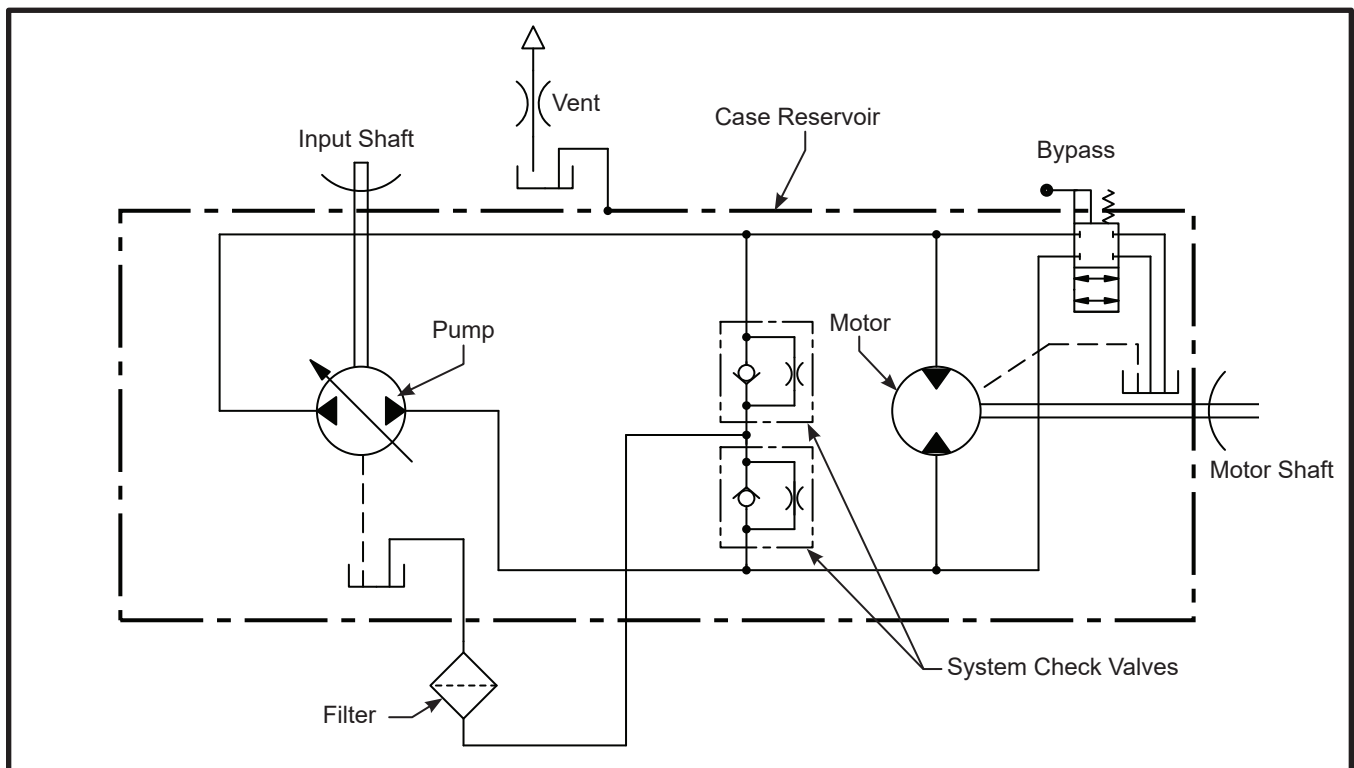 Vent
Case Reservoir
Input Shaft
Bypass
Pump
Motor
Motor Shaft
System Check Valves
Filter